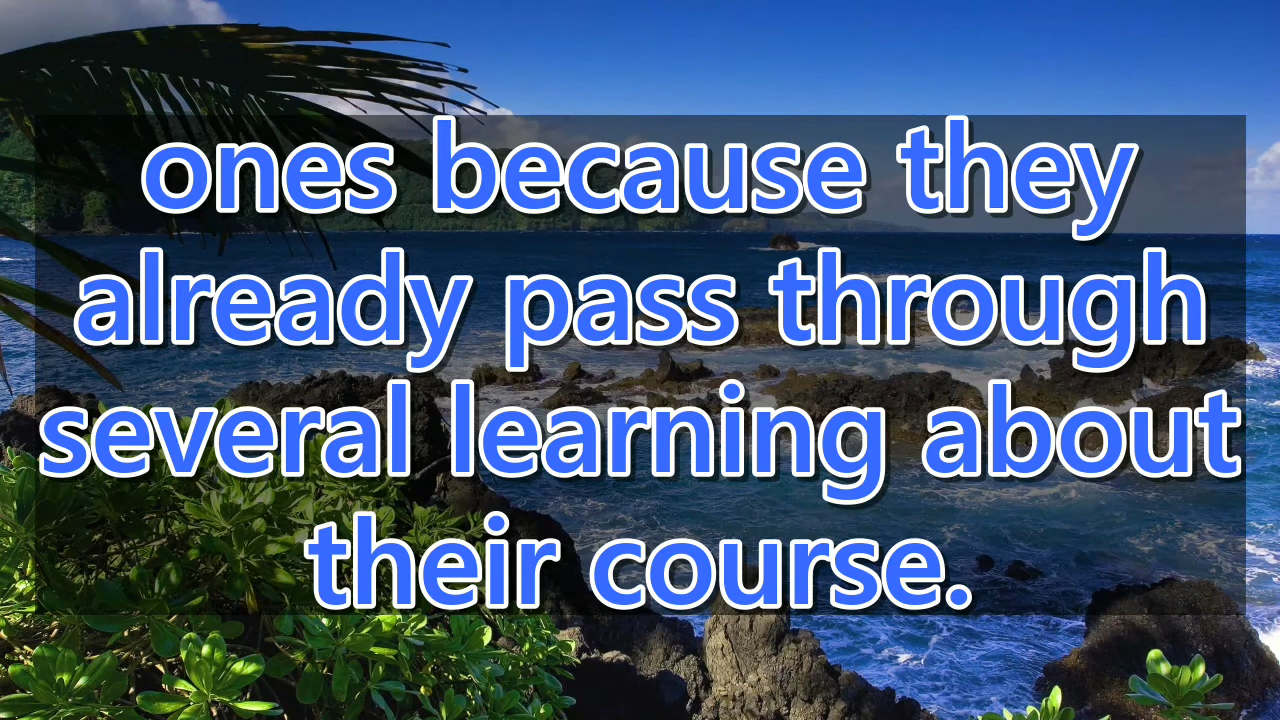 ones because they
already pass through
several learning about
their course.